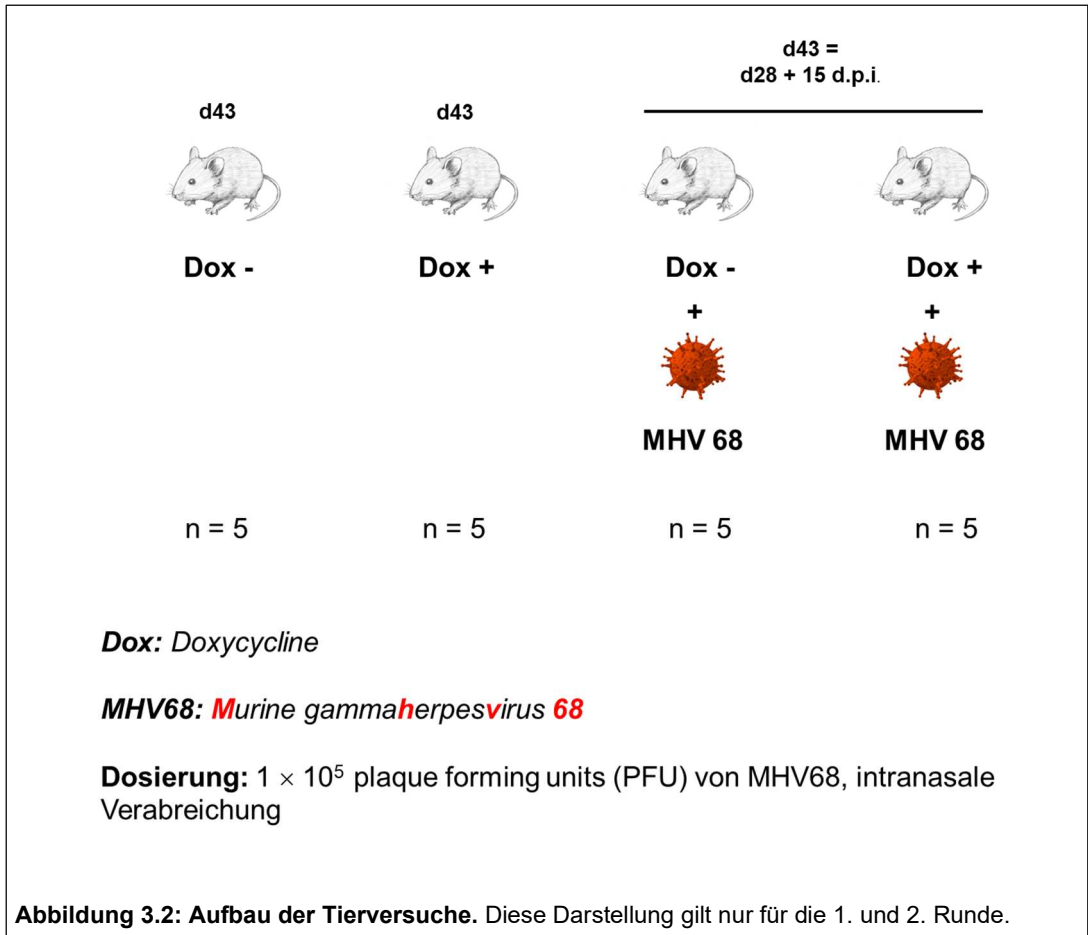 d43 =
d28 + 15 d.p.i.
d43
d43
Dox -
Dox +
Dox -
Dox +
+
+
MHV 68
MHV 68
n = 5
n = 5
n = 5
n = 5
Dox: Doxycycline
MHV68: Murine gammaherpesvirus 68
Dosierung: 1 × 10⁵ plaque forming units (PFU) von MHV68, intranasale
Verabreichung
Abbildung 3.2: Aufbau der Tierversuche. Diese Darstellung gilt nur für die 1. und 2. Runde.